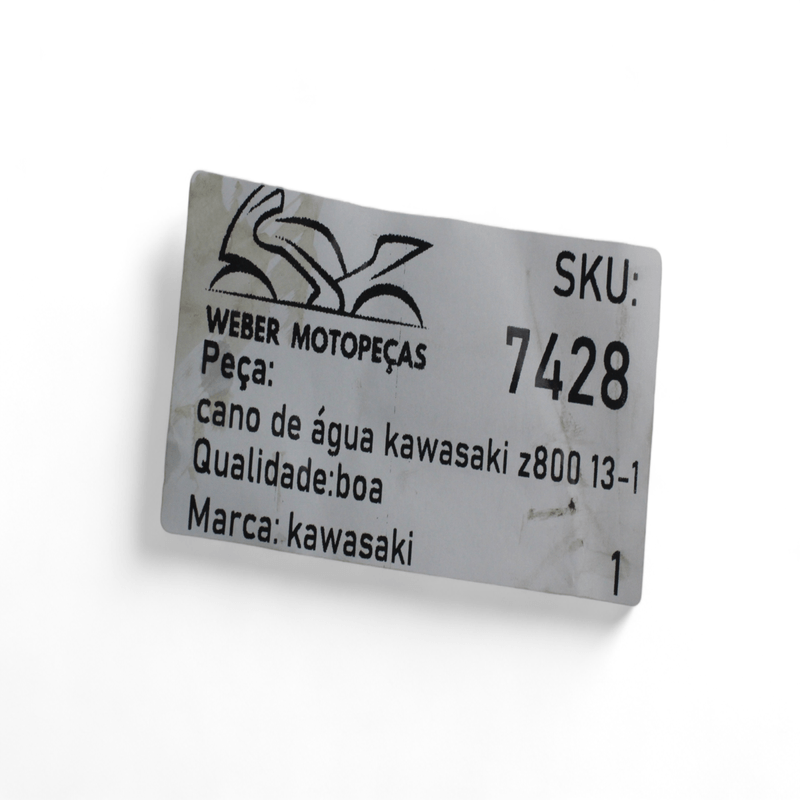 WEBER MOTOPEÇAS
SKU:
7428
Peça:
cano de água kawasaki z800 13-1
Qualidade:boa
Marca: kawasaki
1